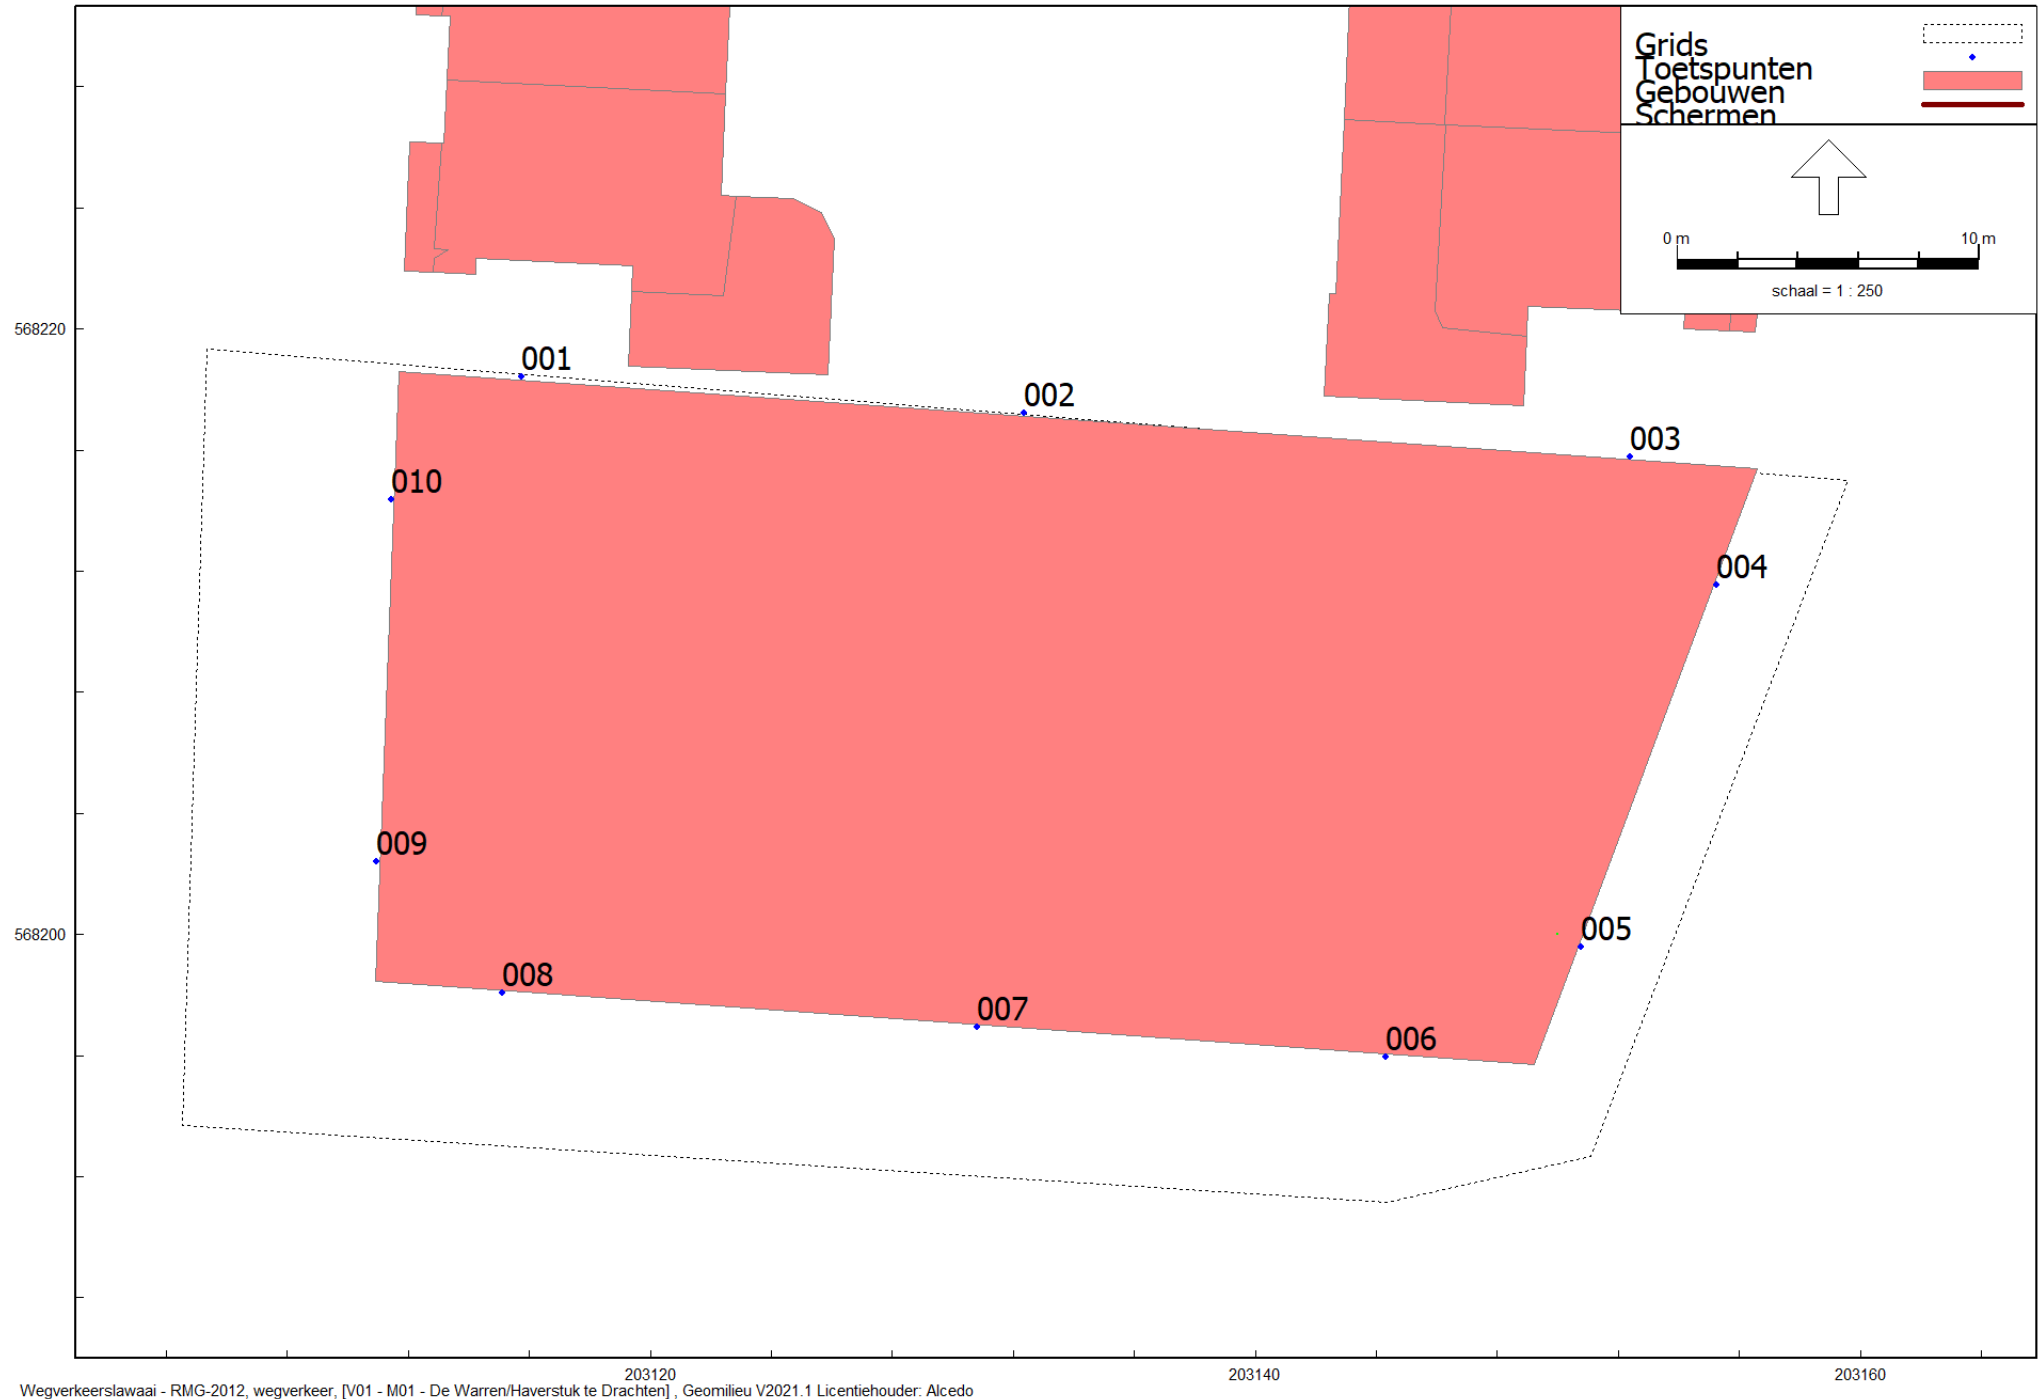 Grids
Toetspunten
Gebouwen
Schermen
0 m 10 m
schaal = 1 : 250
568220
001
002
003
010
004
009
568200
005
008
007
006
203120 203140 203160
Wegverkeerslawaai - RMG-2012, wegverkeer, [V01 - M01 - De Warren/Haverstuk te Drachten] , Geomilieu V2021.1 Licentiehouder: Alcedo